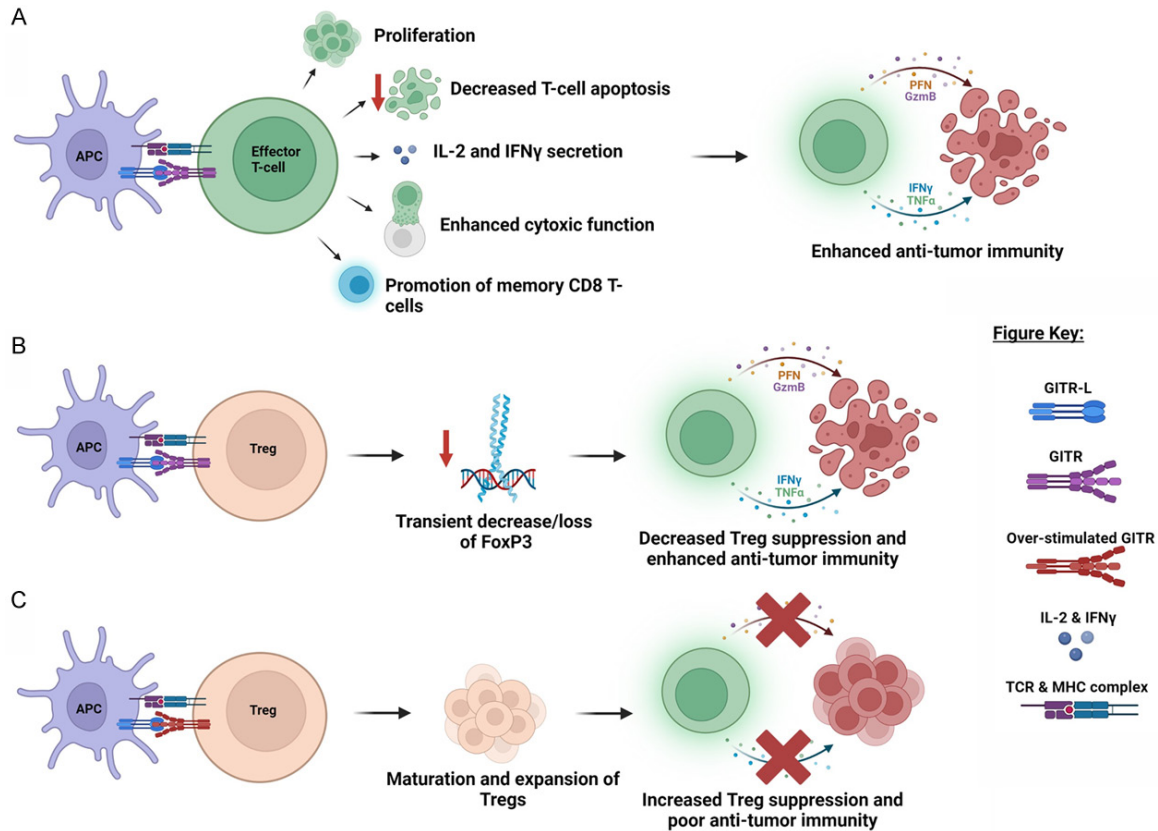 A
APC
Effector
T-cell
Proliferation
Decreased T-cell apoptosis
IL-2 and IFNγ secretion
Enhanced cytoxic function
Promotion of memory CD8 T-
cells
PFN
GzmB
IFNγ
TNFα
Enhanced anti-tumor immunity
B
APC
Treg
Transient decrease/loss
of FoxP3
PFN
GzmB
IFNγ
TNFα
Decreased Treg suppression and
enhanced anti-tumor immunity
C
APC
Treg
Maturation and expansion of
Tregs
Increased Treg suppression and
poor anti-tumor immunity
Figure Key:
GITR-L
GITR
Over-stimulated GITR
IL-2 & IFNγ
TCR & MHC complex